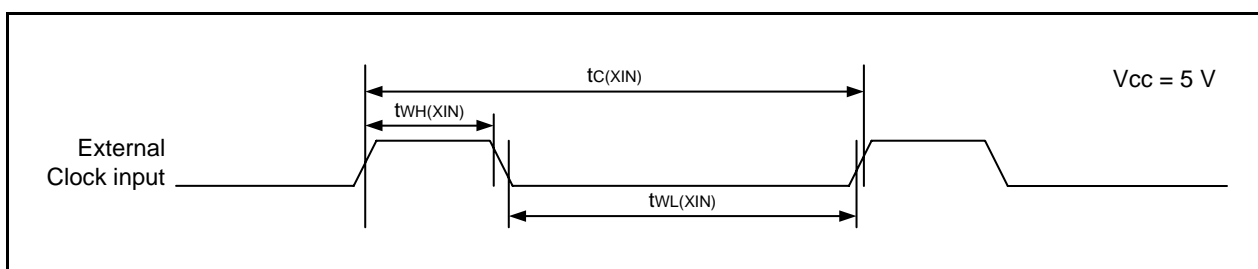 tC(XIN)
Vcc = 5 V
tWH(XIN)
External
Clock input
tWL(XIN)